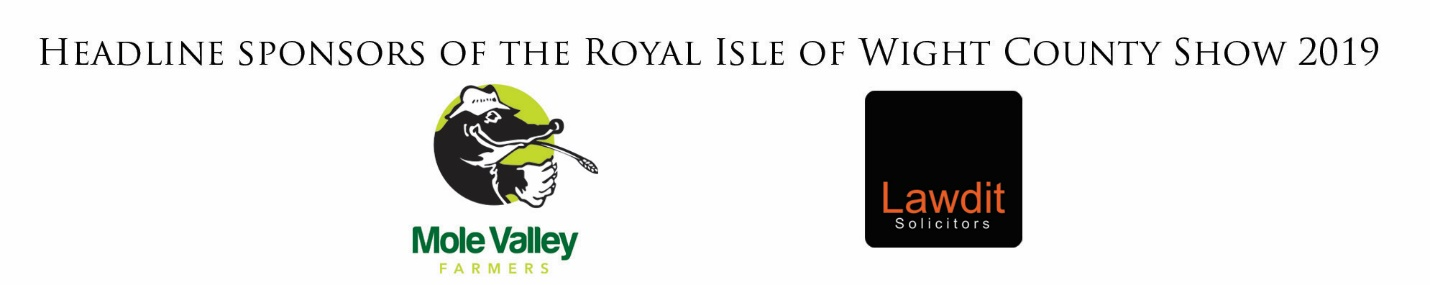 Headline sponsors of the Royal Isle of Wight County Show 2019
Mole Valley
FARMERS
Lawdit
Solicitors